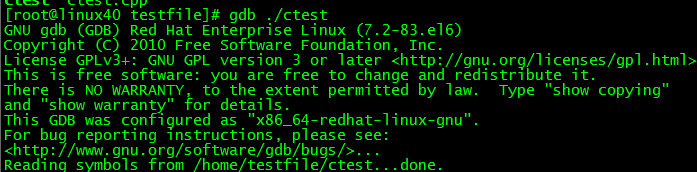 ctest  ctest.cpp
[root@linux40 testfile]# gdb ./ctest
GNU gdb (GDB) Red Hat Enterprise Linux (7.2-83.el6)
Copyright (C) 2010 Free Software Foundation, Inc.
License GPLv3+: GNU GPL version 3 or later <http://gnu.org/licenses/gpl.html>
This is free software: you are free to change and redistribute it.
There is NO WARRANTY, to the extent permitted by law.  Type "show copying"
and "show warranty" for details.
This GDB was configured as "x86_64-redhat-linux-gnu".
For bug reporting instructions, please see:
<http://www.gnu.org/software/gdb/bugs/>...
Reading symbols from /home/testfile/ctest...done.